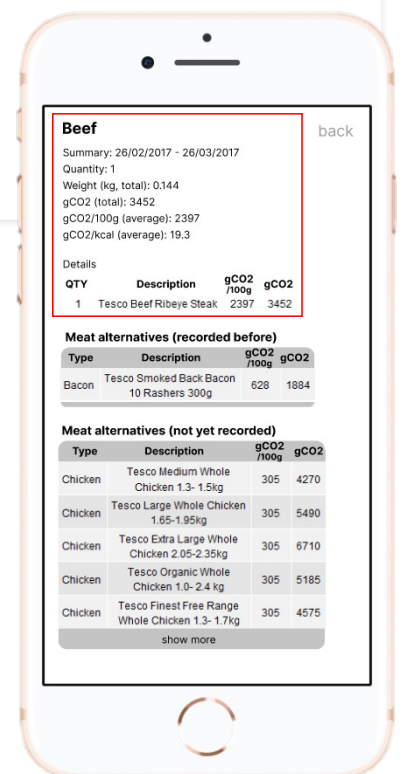 Beef
back
Summary: 26/02/2017 - 26/03/2017
Quantity: 1
Weight (kg, total): 0.144
gCO2 (total): 3452
gCO2/100g (average): 2397
gCO2/kcal (average): 19.3
Details
QTY Description gCO2 /100g gCO2
1 Tesco Beef Ribeye Steak 2397 3452
Meat alternatives (recorded before)
Type Description gCO2 /100g gCO2
Bacon Tesco Smoked Back Bacon
10 Rashers 300g 628 1884
Meat alternatives (not yet recorded)
Type Description gCO2 /100g gCO2
Chicken Tesco Medium Whole
Chicken 1.3- 1.5kg 305 4270
Chicken Tesco Large Whole Chicken
1.65-1.95kg 305 5490
Chicken Tesco Extra Large Whole
Chicken 2.05-2.35kg 305 6710
Chicken Tesco Organic Whole
Chicken 1.0- 2.4 kg 305 5185
Chicken Tesco Finest Free Range
Whole Chicken 1.3- 1.7kg 305 4575
show more